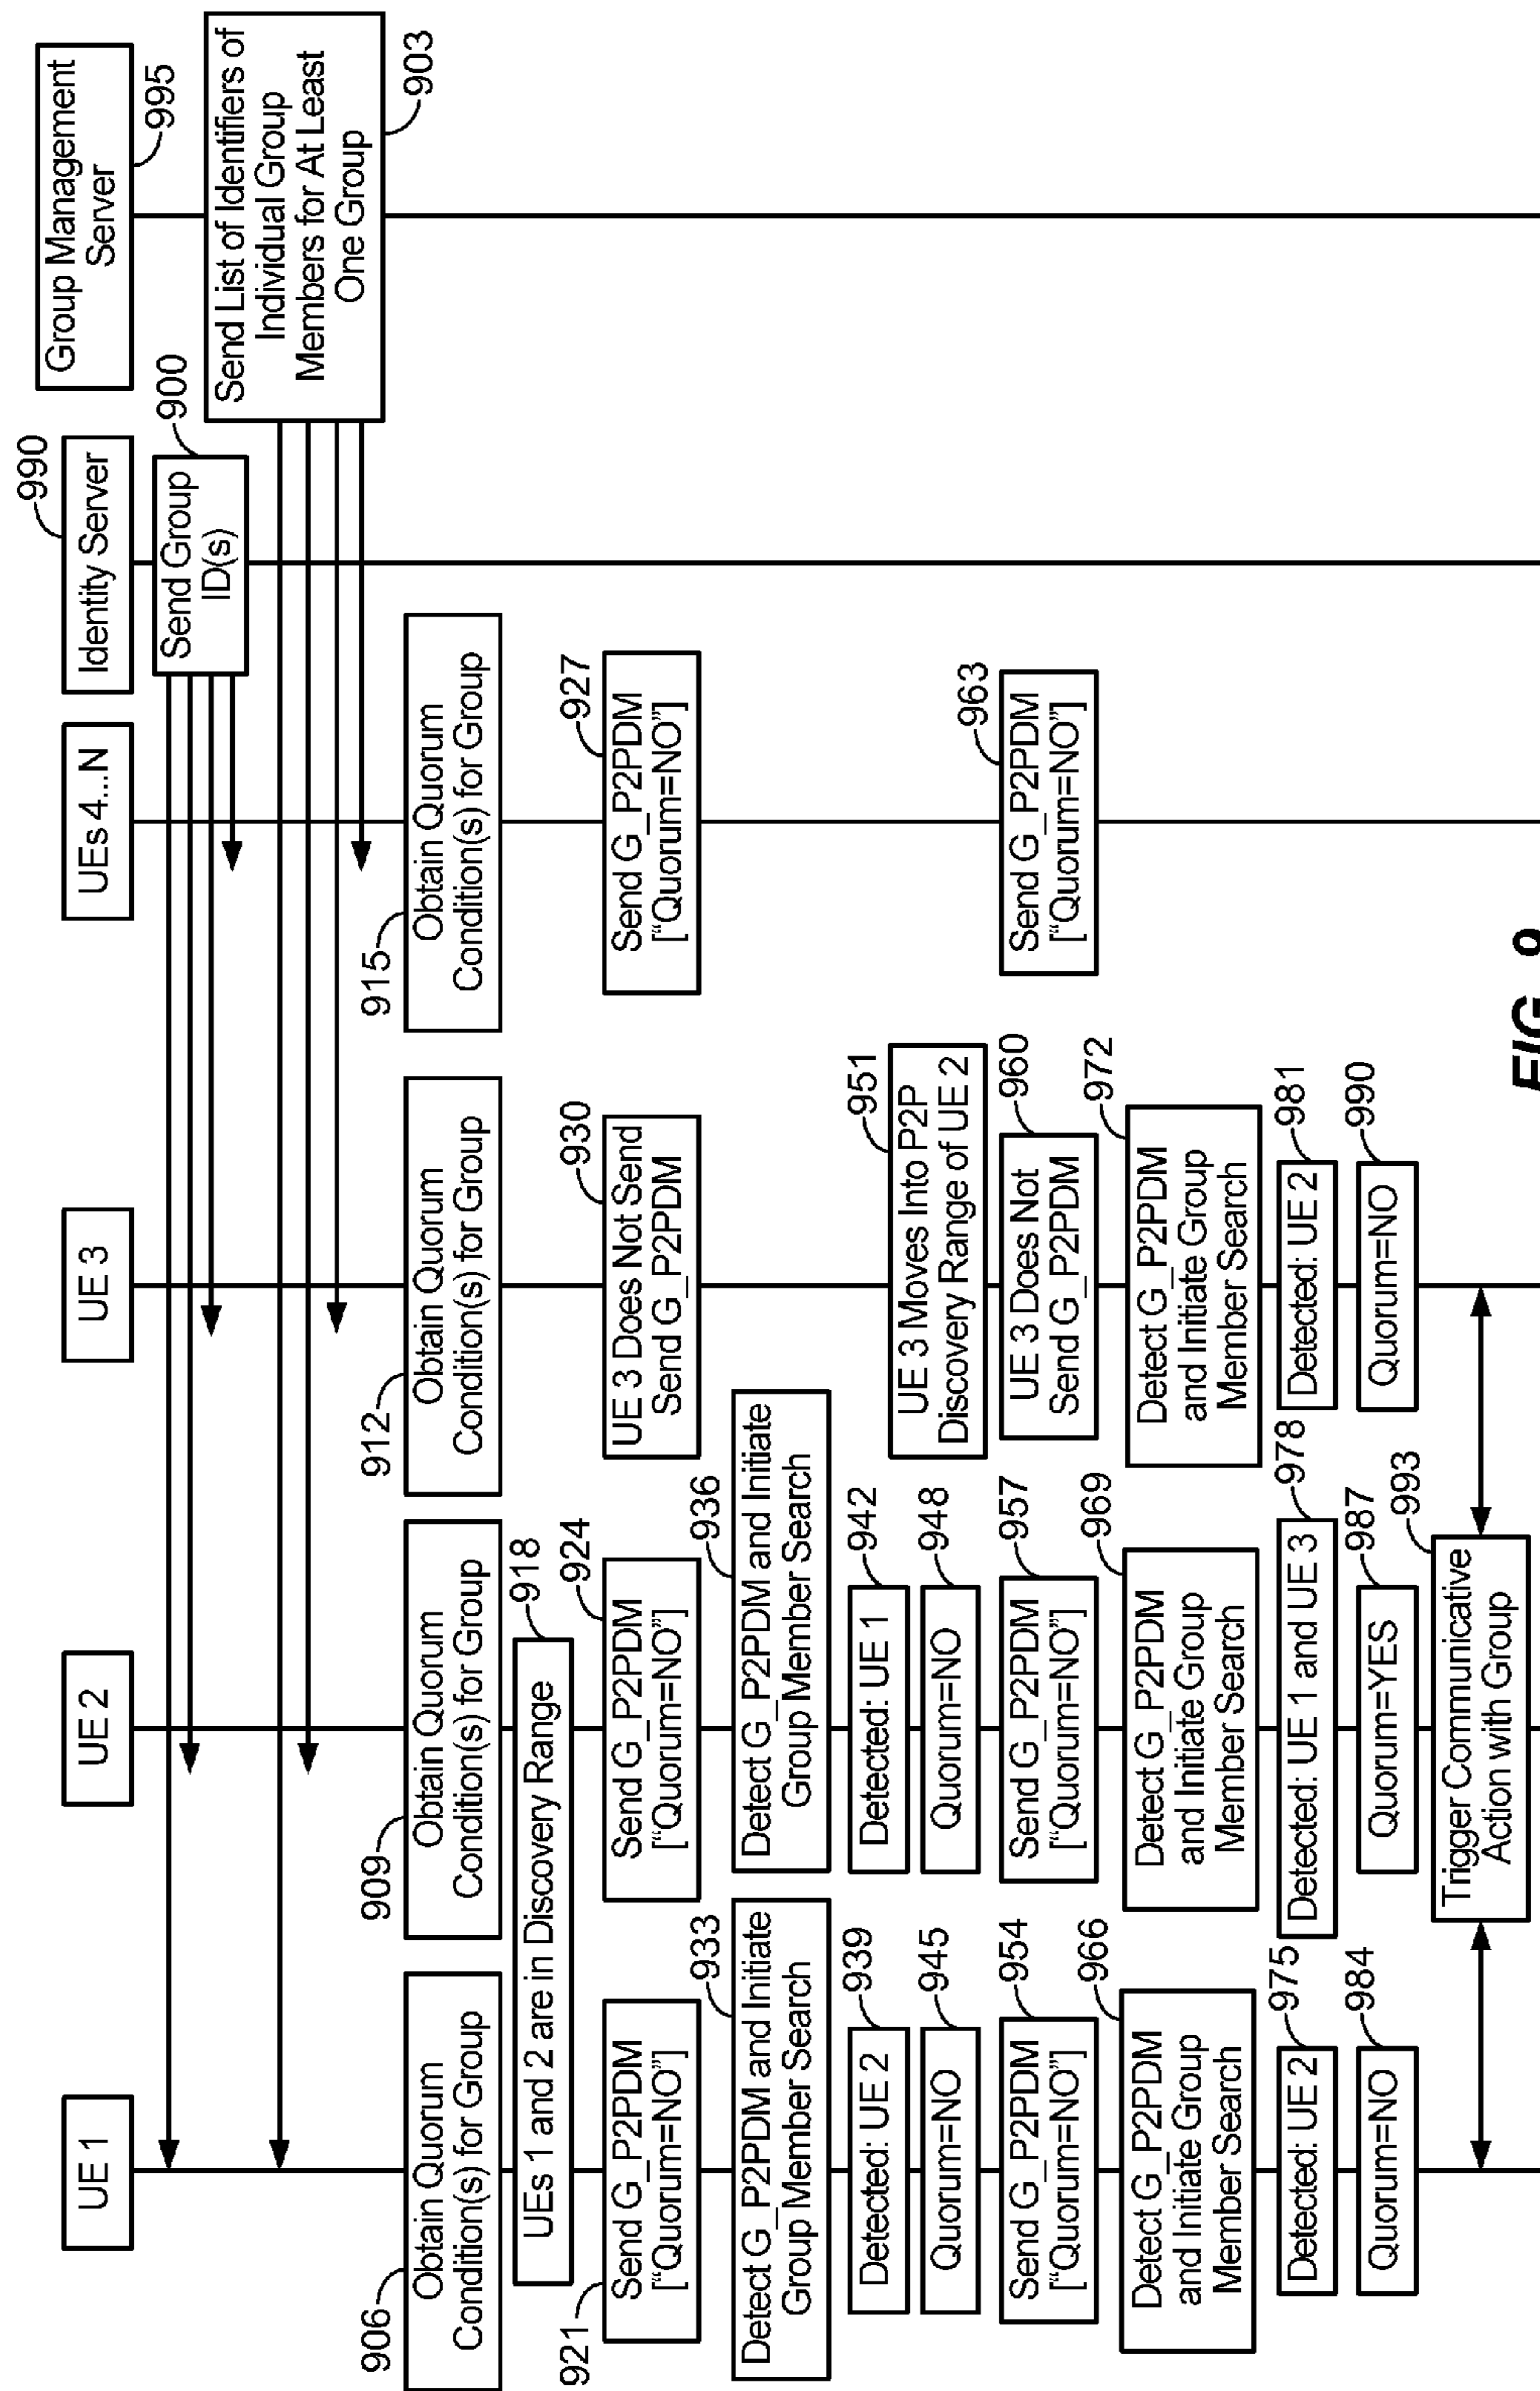 UE 1
UE 2
UE 3
UEs 4...N
Identity Server
990
Group Management
Server
995
Send Group
ID(s)
900
Send List of Identifiers of
Individual Group
Members for At Least
One Group
903
906
Obtain Quorum
Condition(s) for Group
909
Obtain Quorum
Condition(s) for Group
912
Obtain Quorum
Condition(s) for Group
915
Obtain Quorum
Condition(s) for Group
UEs 1 and 2 are in Discovery Range
918
921
Send G_P2PDM
["Quorum=NO"]
Send G_P2PDM
["Quorum=NO"]
924
UE 3 Does Not Send
Send G_P2PDM
930
Send G_P2PDM
["Quorum=NO"]
927
Detect G_P2PDM and Initiate
Group Member Search
933
Detect G_P2PDM and Initiate
Group Member Search
936
Detected: UE 2
939
Detected: UE 1
942
Quorum=NO
945
Quorum=NO
948
UE 3 Moves Into P2P
Discovery Range of UE 2
951
Send G_P2PDM
["Quorum=NO"]
954
Send G_P2PDM
["Quorum=NO"]
957
UE 3 Does Not
Send G_P2PDM
960
Send G_P2PDM
["Quorum=NO"]
963
Detect G_P2PDM
and Initiate Group
Member Search
966
Detect G_P2PDM
and Initiate Group
Member Search
969
Detect G_P2PDM
and Initiate Group
Member Search
972
Detected: UE 2
975
Detected: UE 1 and UE 3
978
Detected: UE 2
981
Quorum=NO
984
Quorum=YES
987
Quorum=NO
990
Trigger Communicative
Action with Group
993
FIG. 9